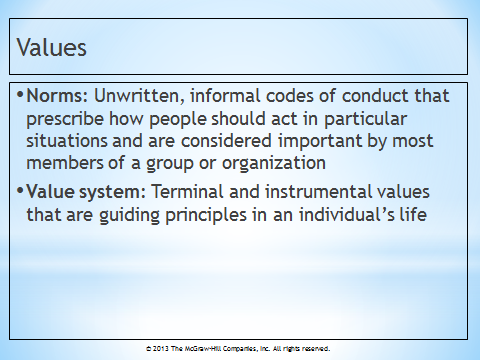 Values
•Norms: Unwritten, informal codes of conduct that
prescribe how people should act in particular
situations and are considered important by most
members of a group or organization
•Value system: Terminal and instrumental values
that are guiding principles in an individual’s life
© 2013 The McGraw-Hill Companies, Inc. All rights reserved.